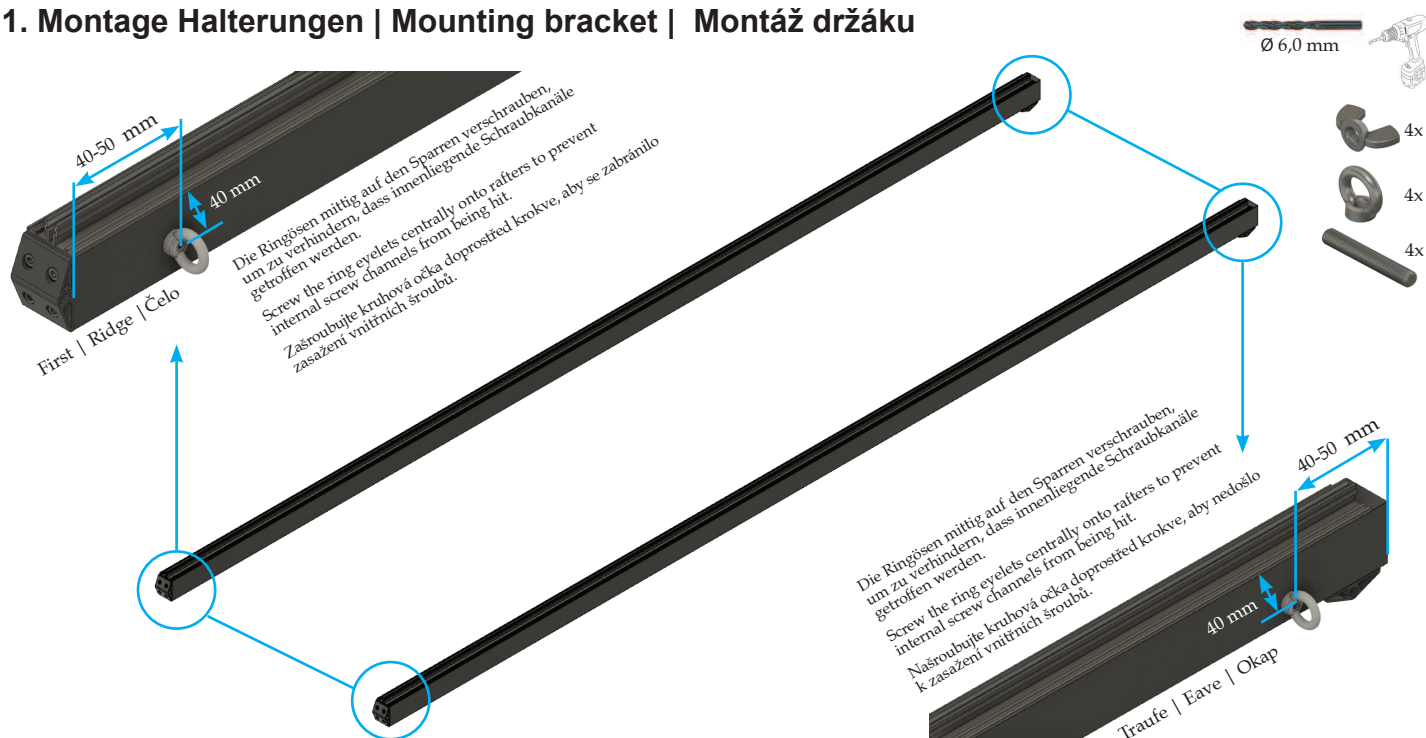 1. Montage Halterungen | Mounting bracket | Montáž držáku
Ø 6,0 mm
4x
4x
4x
40-50 mm
40 mm
First | Ridge | Čelo
Die Ringösen mittig auf den Sparren verschrauben,
um zu verhindern, dass innenliegende Schraubkanäle
getroffen werden.
Screw the ring eyelets centrally onto rafters to prevent
internal screw channels from being hit.
Zašroubujte kruhová očka doprostřed krokve, aby se zabránilo
zasažení vnitřních šroubů.
Die Ringösen mittig auf den Sparren verschrauben,
um zu verhindern, dass innenliegende Schraubkanäle
getroffen werden.
Screw the ring eyelets centrally onto rafters to prevent
internal screw channels from being hit.
Našroubujte kruhová očka doprostřed krokve, aby nedošlo
k zasažení vnitřních šroubů.
40-50 mm
40 mm
Traufe | Eave | Okap